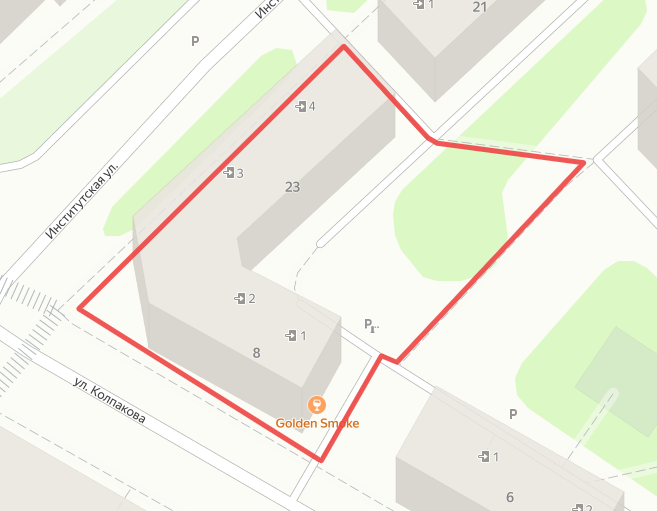 Инст
1
21
P
4
3
23
Институтская ул.
2
1
8
P
ул. Колпакова
Golden Smoke
P
1
6
2